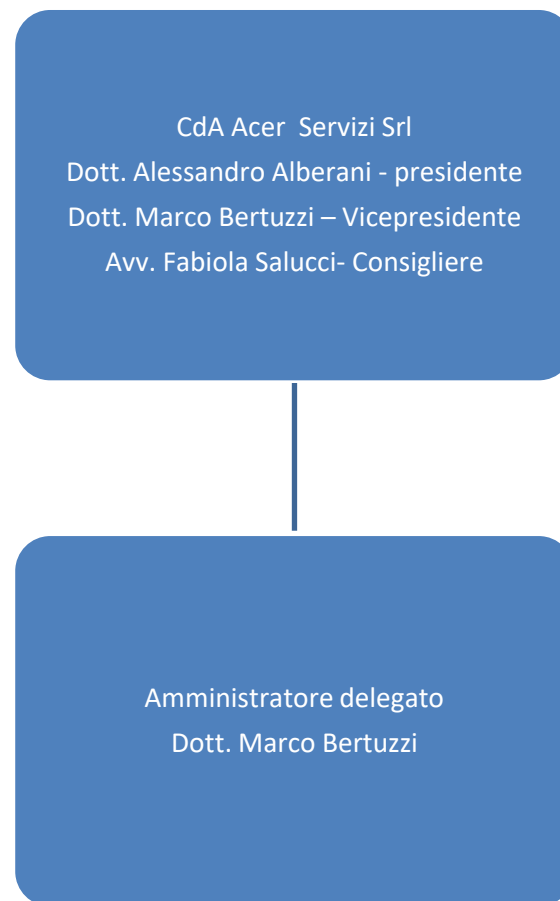 CdA Acer  Servizi Srl
Dott. Alessandro Alberani - presidente
Dott. Marco Bertuzzi – Vicepresidente
Avv. Fabiola Salucci- Consigliere
Amministratore delegato
Dott. Marco Bertuzzi